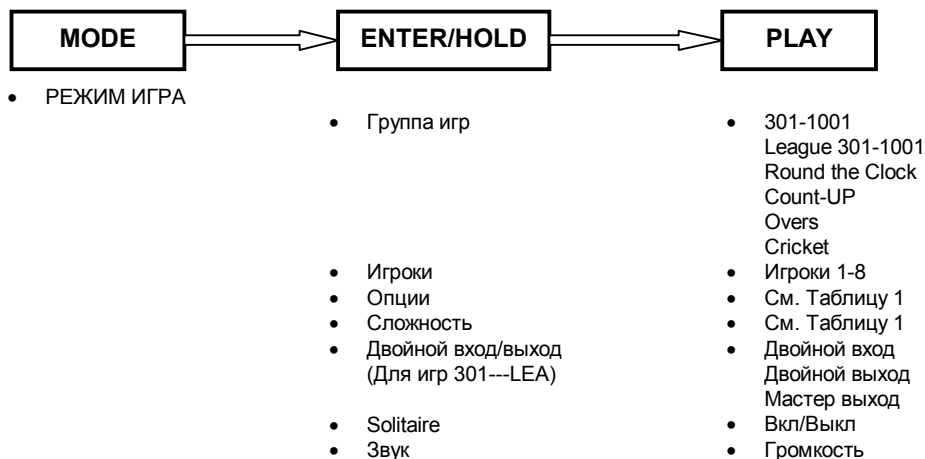 MODE ENTER/HOLD PLAY
• РЕЖИМ ИГРА
• Группа игр • 301-1001
League 301-1001
Round the Clock
Count-UP
Overs
Cricket
• Игроки • Игроки 1-8
• Опции • См. Таблицу 1
• Сложность • См. Таблицу 1
• Двойной вход/выход • Двойной вход
(Для игр 301---LEA) Двойной выход
Мастер выход
• Solitaire • Вкл/Выкл
• Звук • Громкость